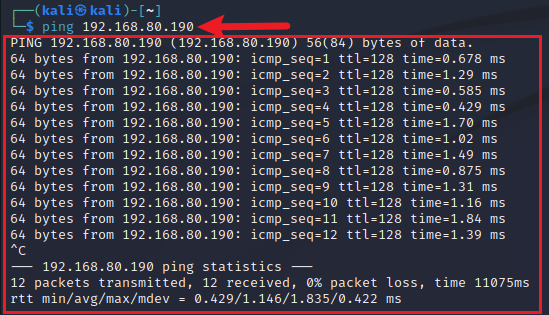 ┌──(kali㉿kali)-[~]
└─$ ping 192.168.80.190
PING 192.168.80.190 (192.168.80.190) 56(84) bytes of data.
64 bytes from 192.168.80.190: icmp_seq=1 ttl=128 time=0.678 ms
64 bytes from 192.168.80.190: icmp_seq=2 ttl=128 time=1.29 ms
64 bytes from 192.168.80.190: icmp_seq=3 ttl=128 time=0.585 ms
64 bytes from 192.168.80.190: icmp_seq=4 ttl=128 time=0.429 ms
64 bytes from 192.168.80.190: icmp_seq=5 ttl=128 time=1.70 ms
64 bytes from 192.168.80.190: icmp_seq=6 ttl=128 time=1.02 ms
64 bytes from 192.168.80.190: icmp_seq=7 ttl=128 time=1.49 ms
64 bytes from 192.168.80.190: icmp_seq=8 ttl=128 time=0.875 ms
64 bytes from 192.168.80.190: icmp_seq=9 ttl=128 time=1.31 ms
64 bytes from 192.168.80.190: icmp_seq=10 ttl=128 time=1.16 ms
64 bytes from 192.168.80.190: icmp_seq=11 ttl=128 time=1.84 ms
64 bytes from 192.168.80.190: icmp_seq=12 ttl=128 time=1.39 ms
^C
--- 192.168.80.190 ping statistics ---
12 packets transmitted, 12 received, 0% packet loss, time 11075ms
rtt min/avg/max/mdev = 0.429/1.146/1.835/0.422 ms